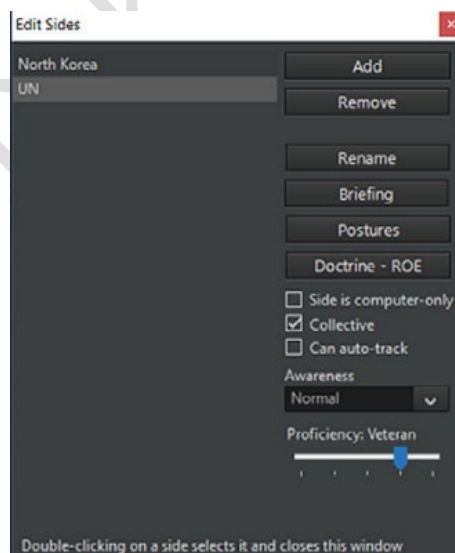 Edit Sides
North Korea
UN
Add
Remove
Rename
Briefing
Postures
Doctrine - ROE
Side is computer-only
Collective
Can auto-track
Awareness
Normal
Proficiency: Veteran
Double-clicking on a side selects it and closes this window